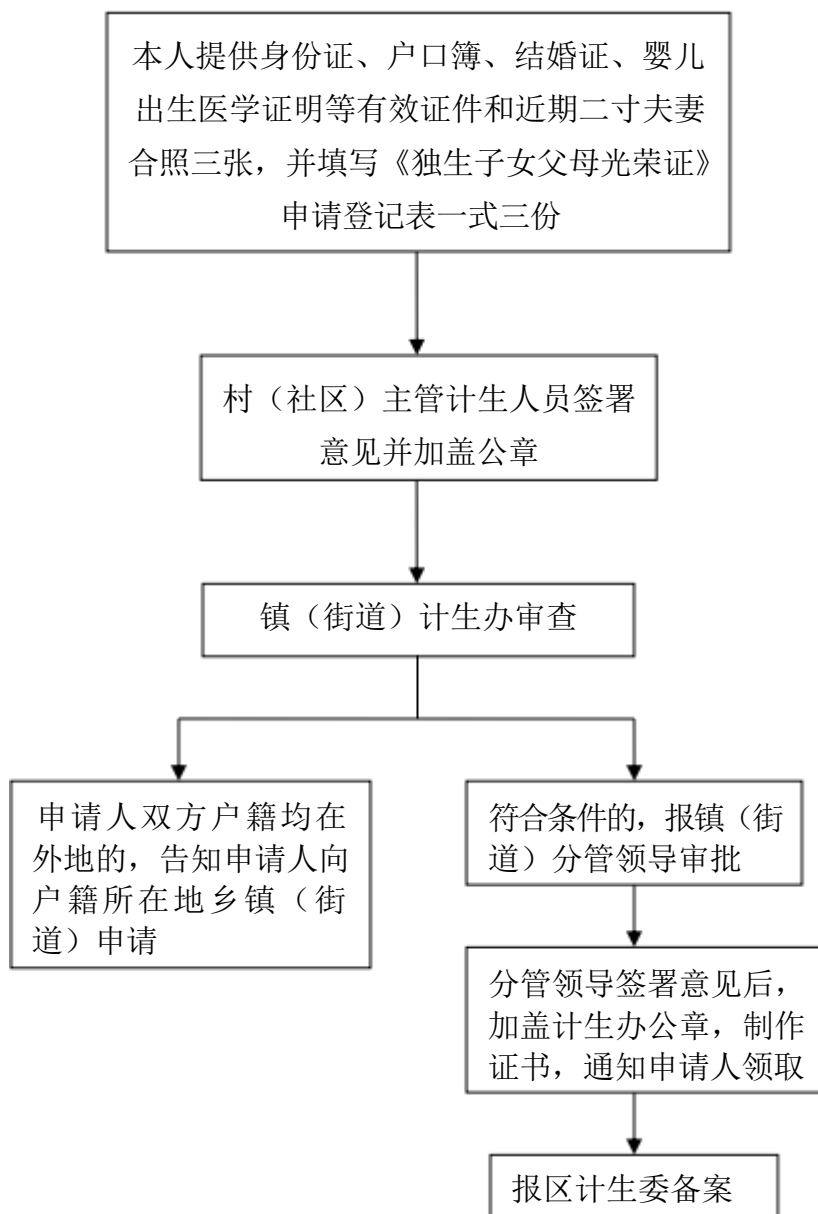 本人提供身份证、户口簿、结婚证、婴儿
出生医学证明等有效证件和近期二寸夫妻
合照三张，并填写《独生子女父母光荣证》
申请登记表一式三份
村（社区）主管计生人员签署
意见并加盖公章
镇（街道）计生办审查
申请人双方户籍均在
外地的，告知申请人向
户籍所在地乡镇（街
道）申请
符合条件的，报镇（街
道）分管领导审批
分管领导签署意见后，
加盖计生办公章，制作
证书，通知申请人领取
报区计生委备案